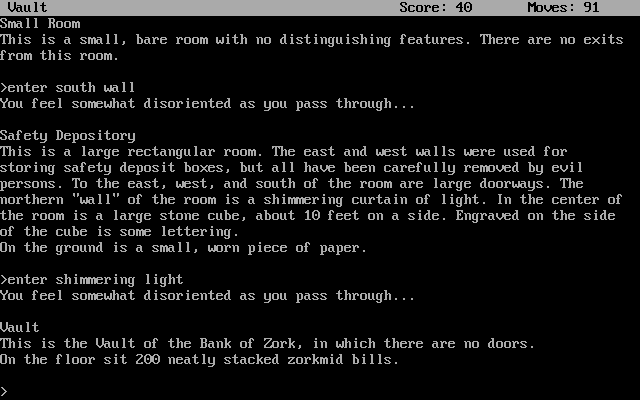 Vault Score: 40 Moves: 91
Small Room
This is a small, bare room with no distinguishing features. There are no exits
from this room.
>enter south wall
You feel somewhat disoriented as you pass through...
Safety Depository
This is a large rectangular room. The east and west walls were used for
storing safety deposit boxes, but all have been carefully removed by evil
persons. To the east, west, and south of the room are large doorways. The
northern "wall" of the room is a shimmering curtain of light. In the center of
the room is a large stone cube, about 10 feet on a side. Engraved on the side
of the cube is some lettering.
On the ground is a small, worn piece of paper.
>enter shimmering light
You feel somewhat disoriented as you pass through...
Vault
This is the Vault of the Bank of Zork, in which there are no doors.
On the floor sit 200 neatly stacked zorkmid bills.
>